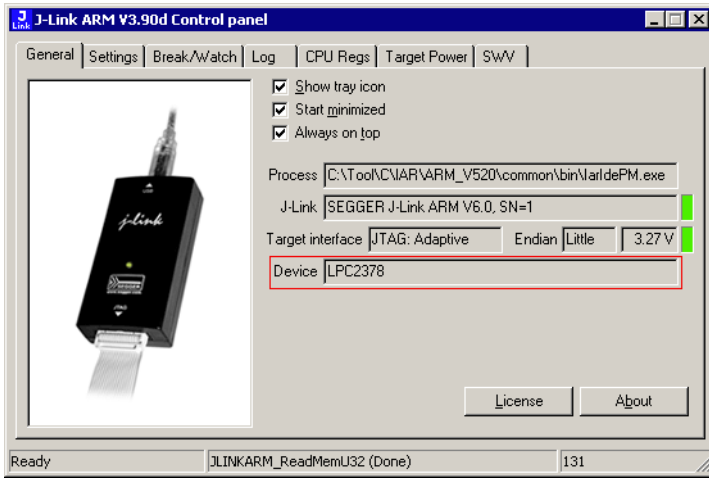 J-Link ARM V3.90d Control panel
General Settings Break/Watch Log CPU Regs Target Power SWV
Show tray icon
Start minimized
Always on top
Process C:\Tool\C\IAR\ARM_V520\common\bin\IarIdePM.exe
J-Link SEGGER J-Link ARM V6.0, SN=1
Target interface JTAG: Adaptive Endian Little 3.27 V
Device LPC2378
USB
j-link
SEGGER
JTAG
License About
Ready JLINKARM_ReadMemU32 (Done) 131